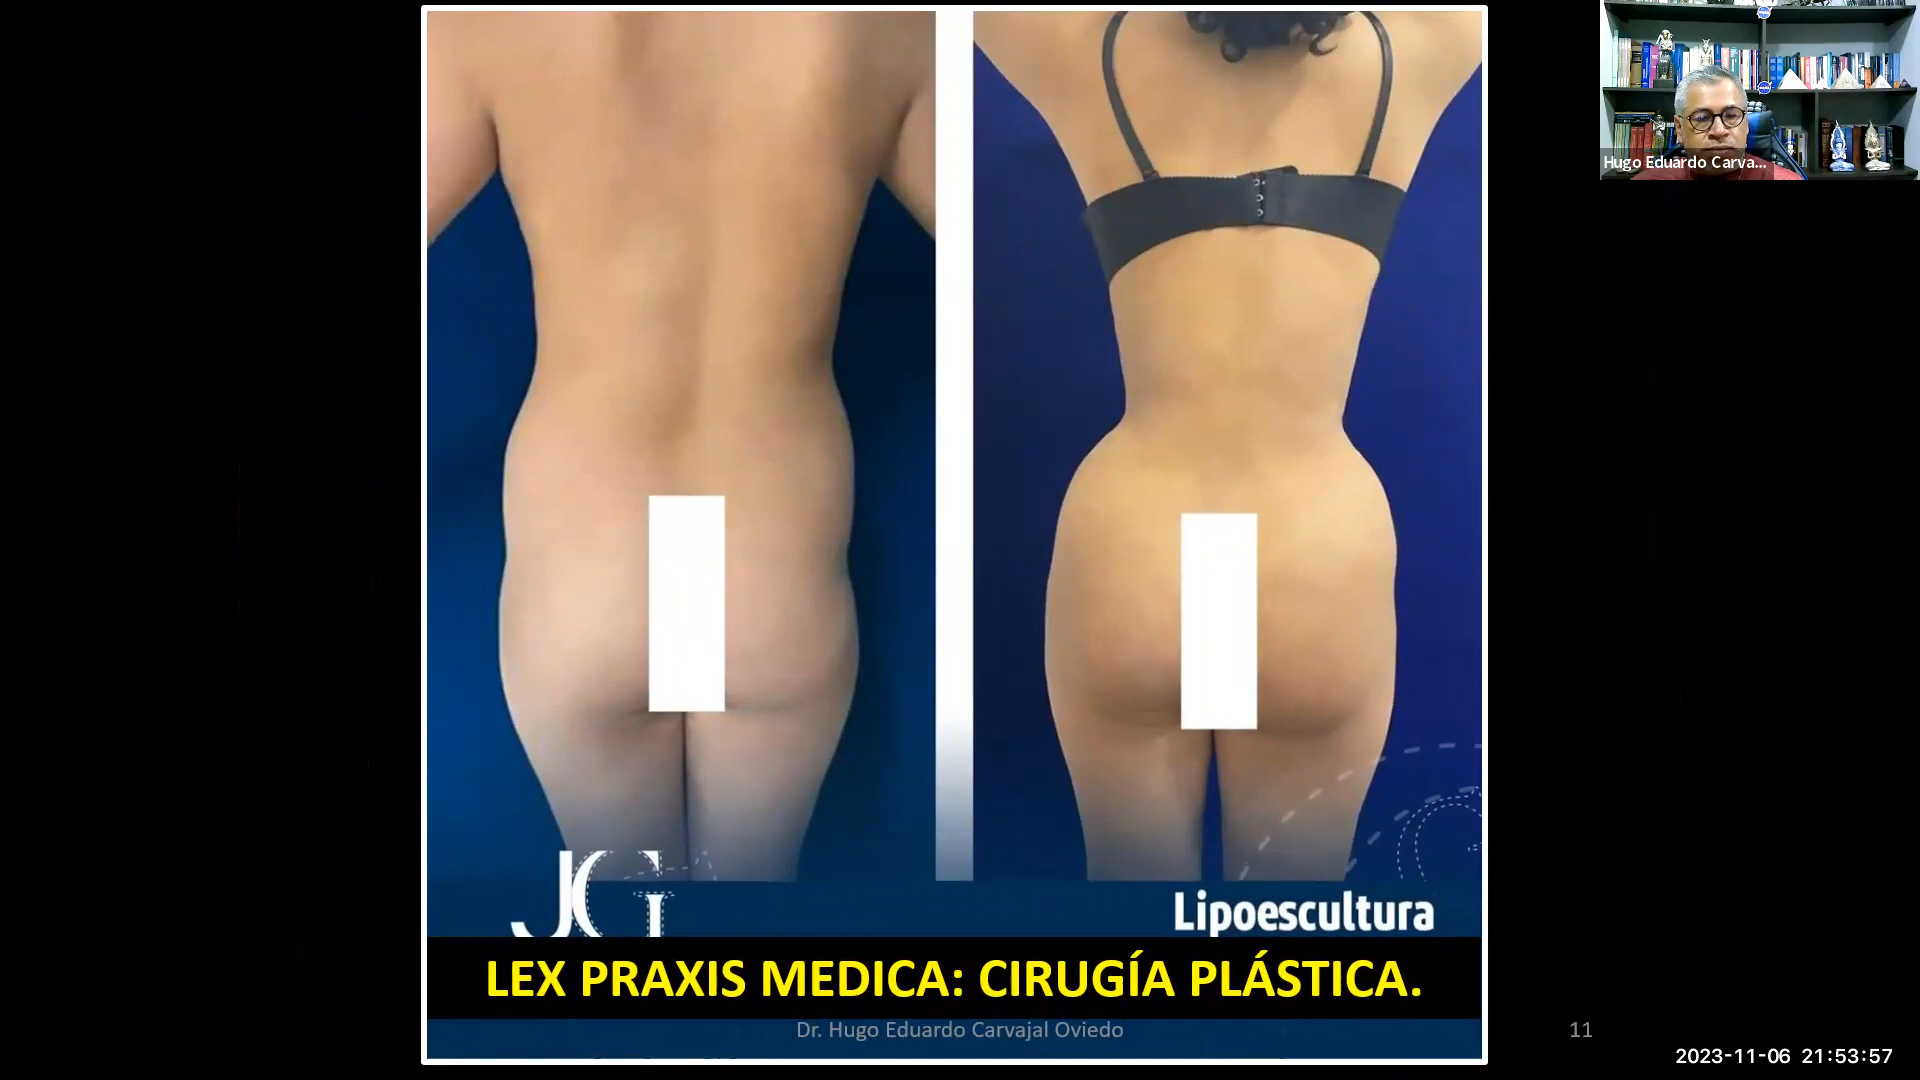 Hugo Eduardo Carva...
JG
Lipoescultura
LEX PRAXIS MEDICA: CIRUGÍA PLÁSTICA.
Dr. Hugo Eduardo Carvajal Oviedo
11
2023-11-06 21:53:57